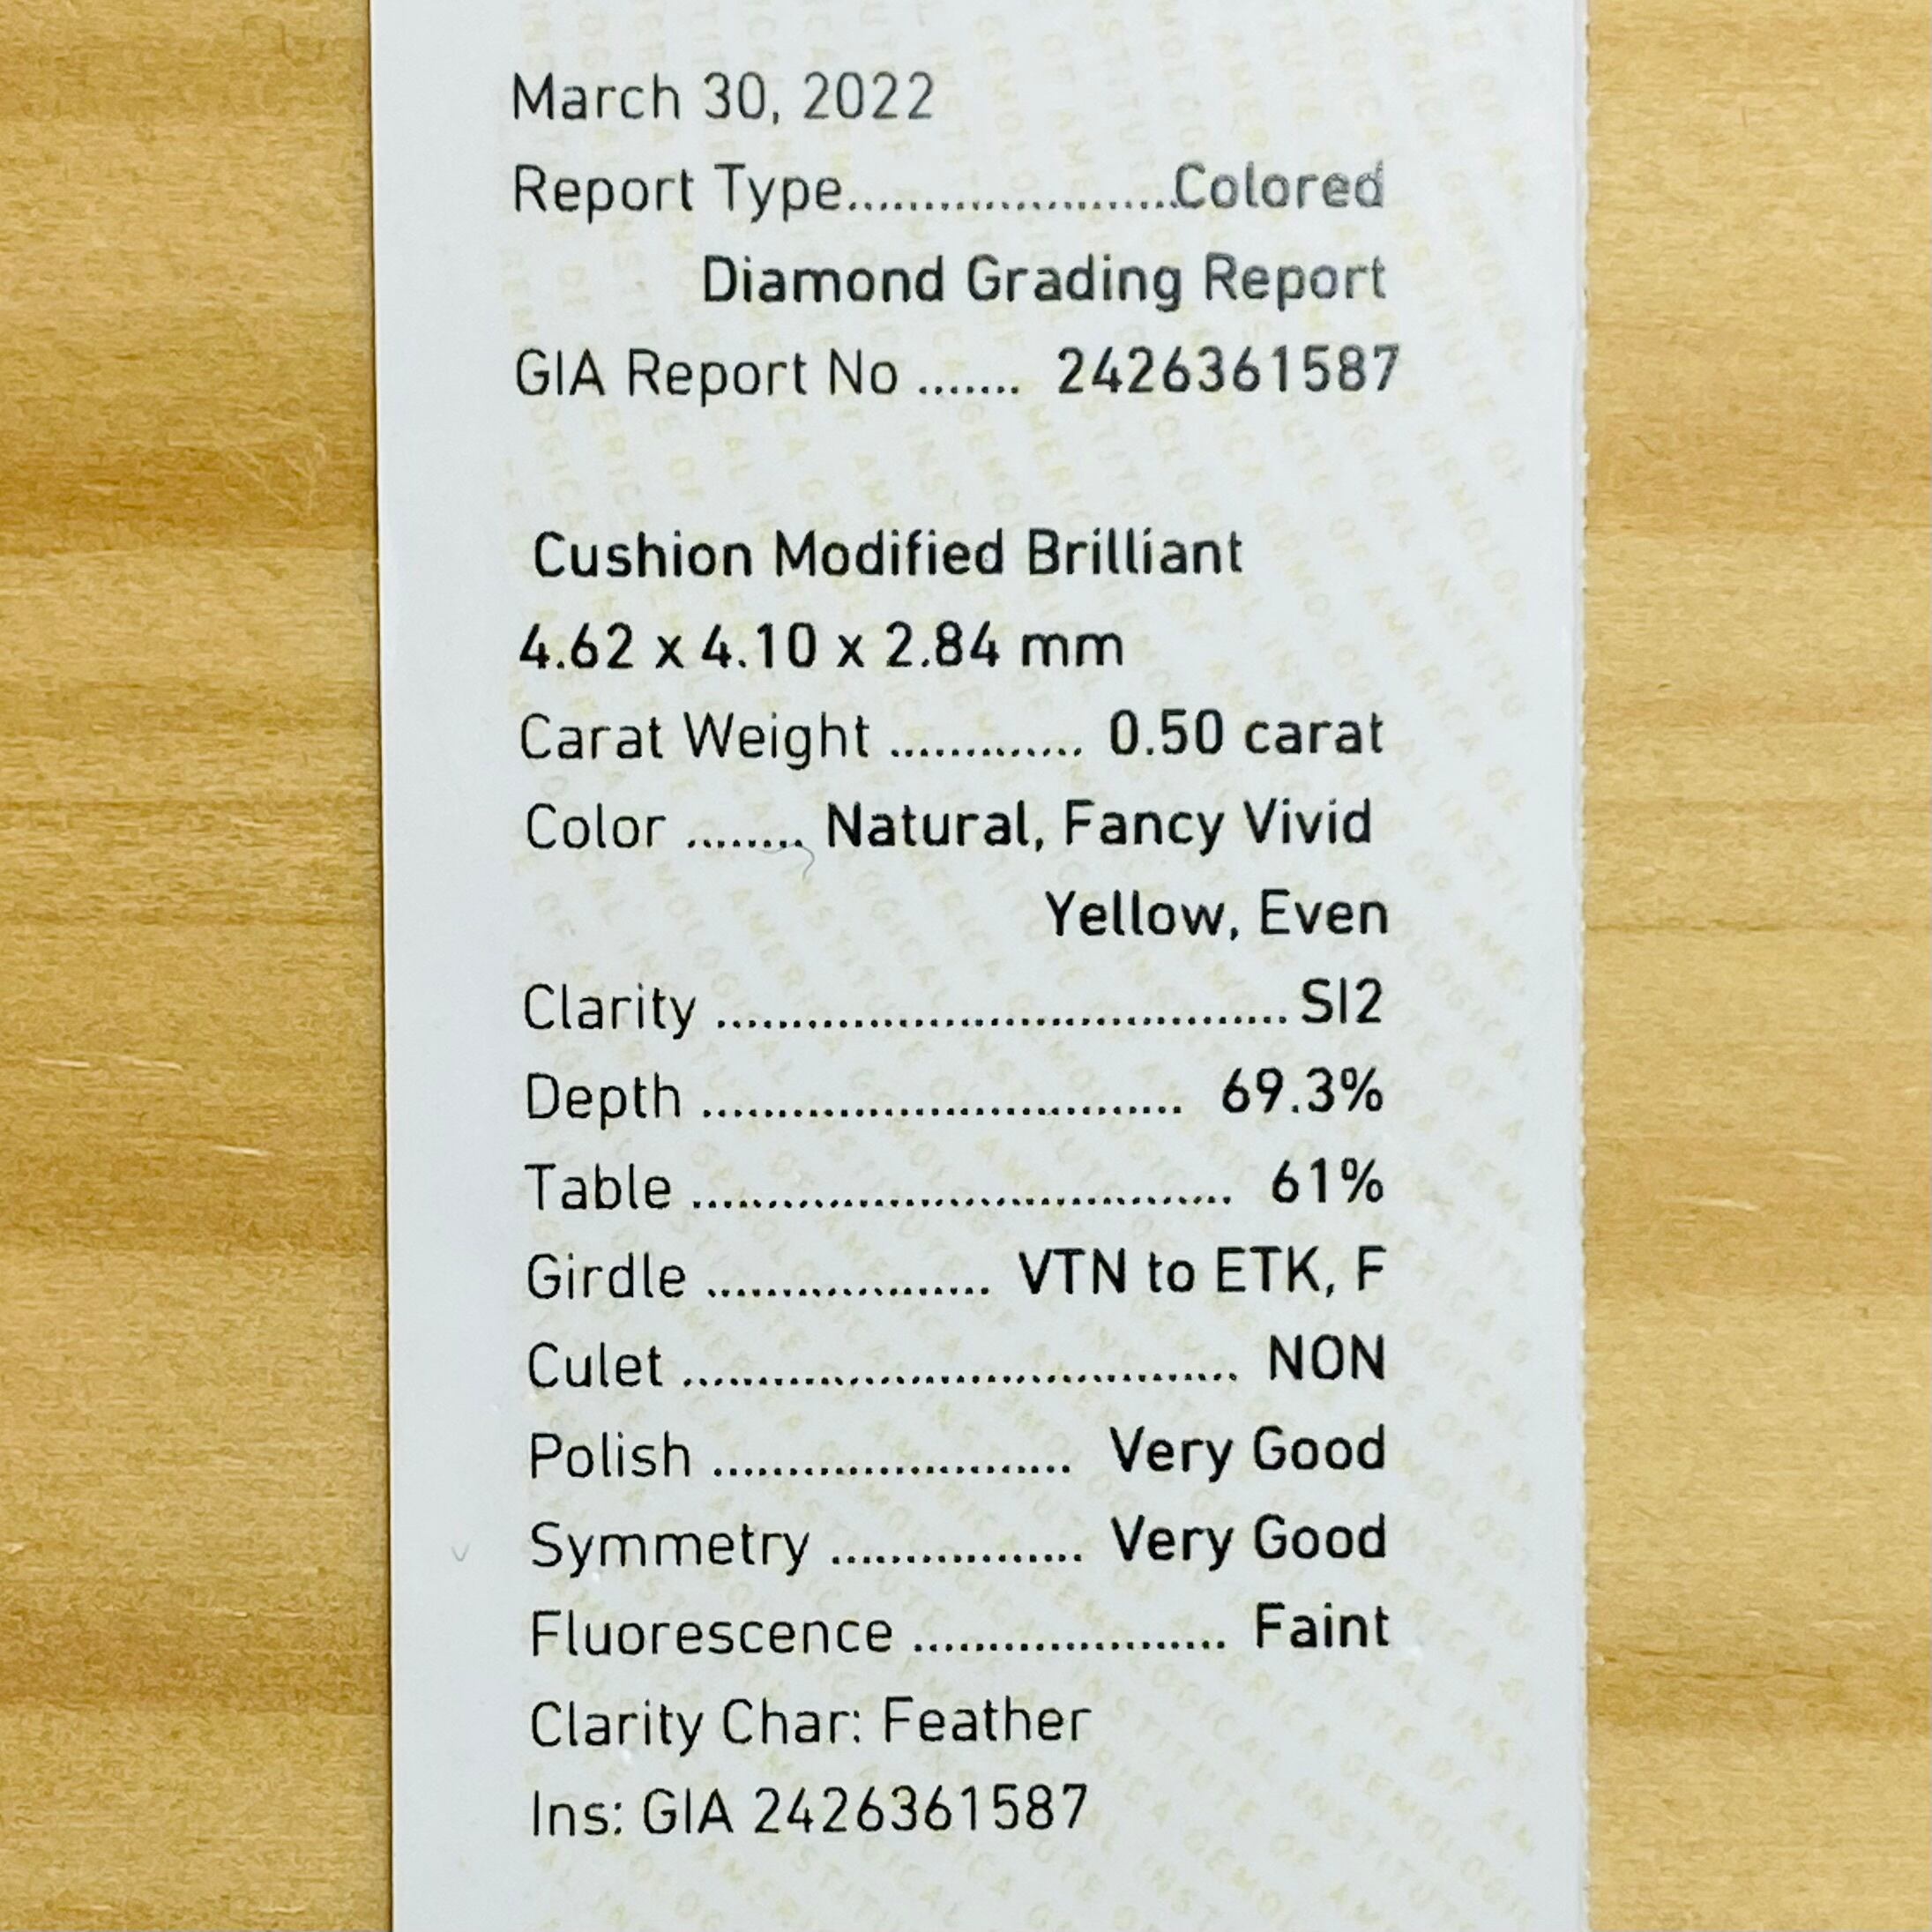 March 30, 2022
Report Type......................Colored
Diamond Grading Report
GIA Report No ....... 2426361587
Cushion Modified Brilliant
4.62 x 4.10 x 2.84 mm
Carat Weight ............. 0.50 carat
Color ........ Natural, Fancy Vivid
Yellow, Even
Clarity ...................................... SI2
Depth ................................ 69.3%
Table .................................... 61%
Girdle ................... VTN to ETK, F
Culet ..................................... NON
Polish ........................ Very Good
Symmetry ................. Very Good
Fluorescence ..................... Faint
Clarity Char: Feather
Ins: GIA 2426361587